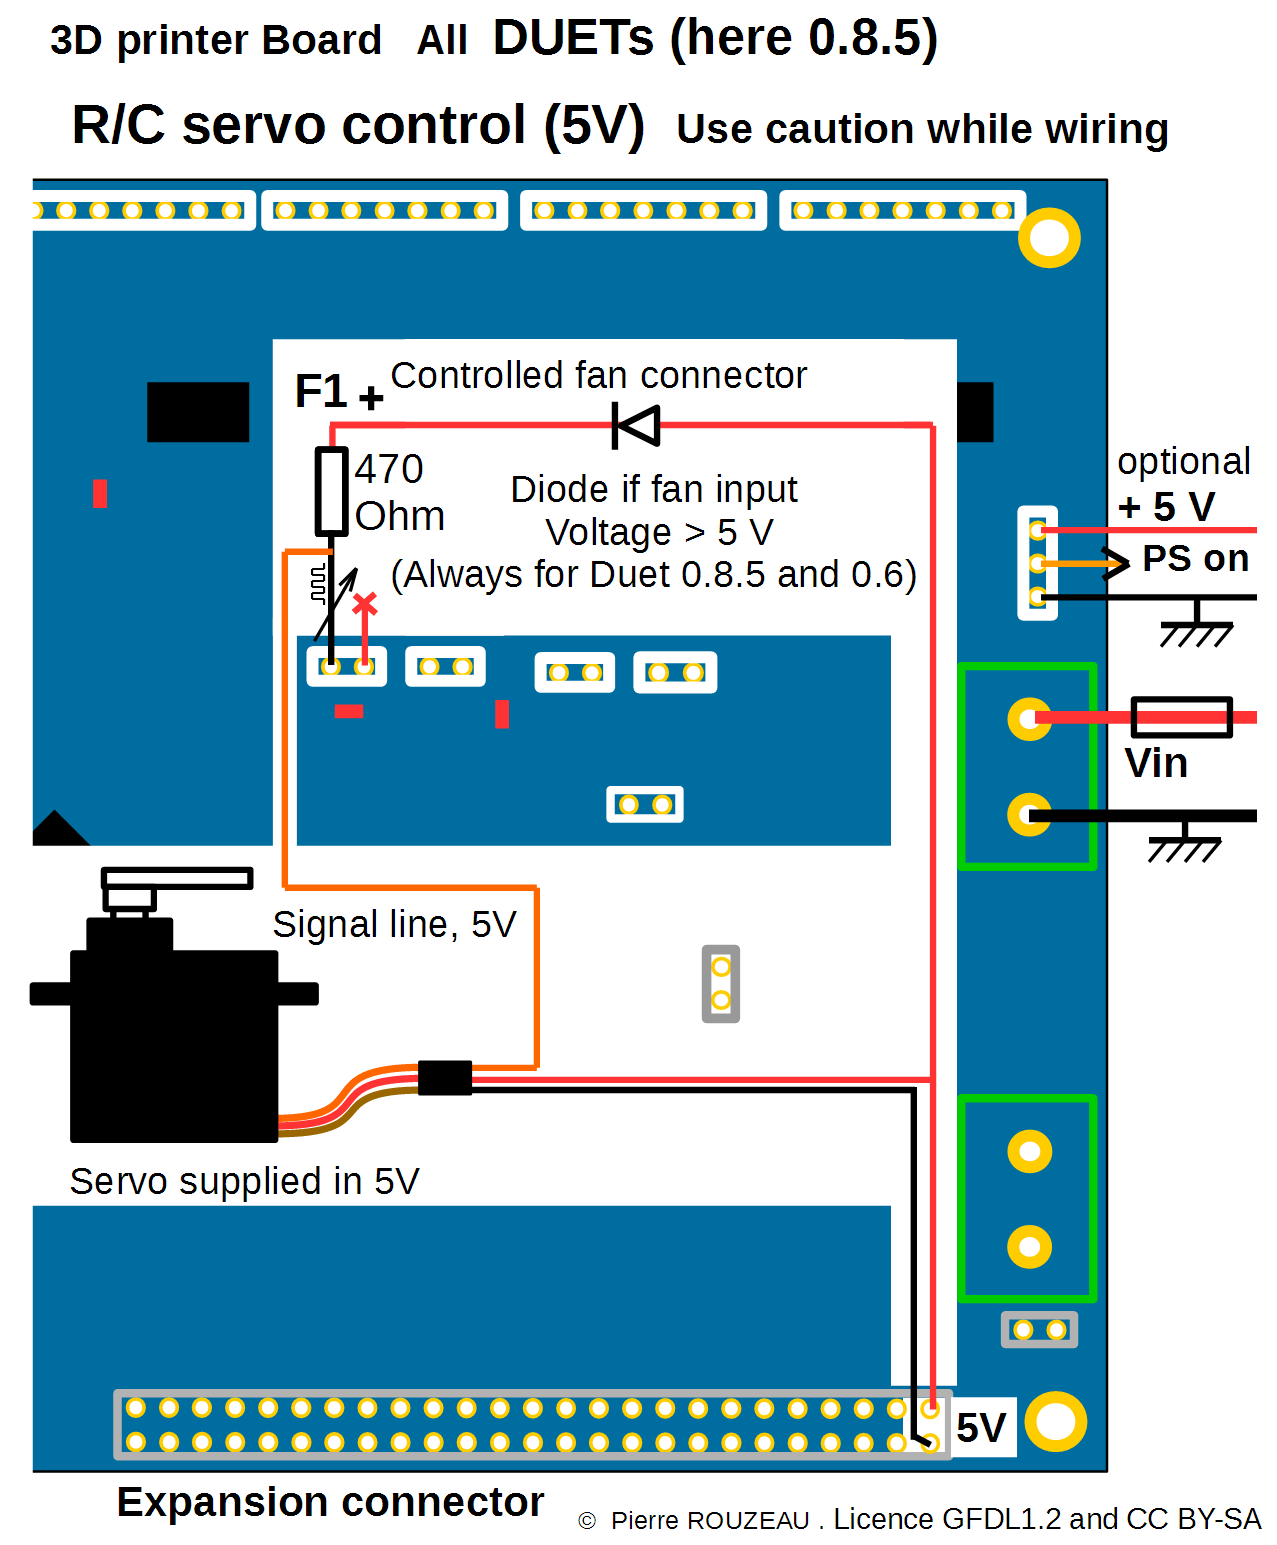 3D printer Board All DUETs (here 0.8.5)
R/C servo control (5V) Use caution while wiring
F1 + Controlled fan connector
470
Ohm
Diode if fan input
Voltage > 5 V
(Always for Duet 0.8.5 and 0.6)
optional
+ 5 V
PS on
Vin
Signal line, 5V
Servo supplied in 5V
5V
Expansion connector
© Pierre ROUZEAU . Licence GFDL1.2 and CC BY-SA